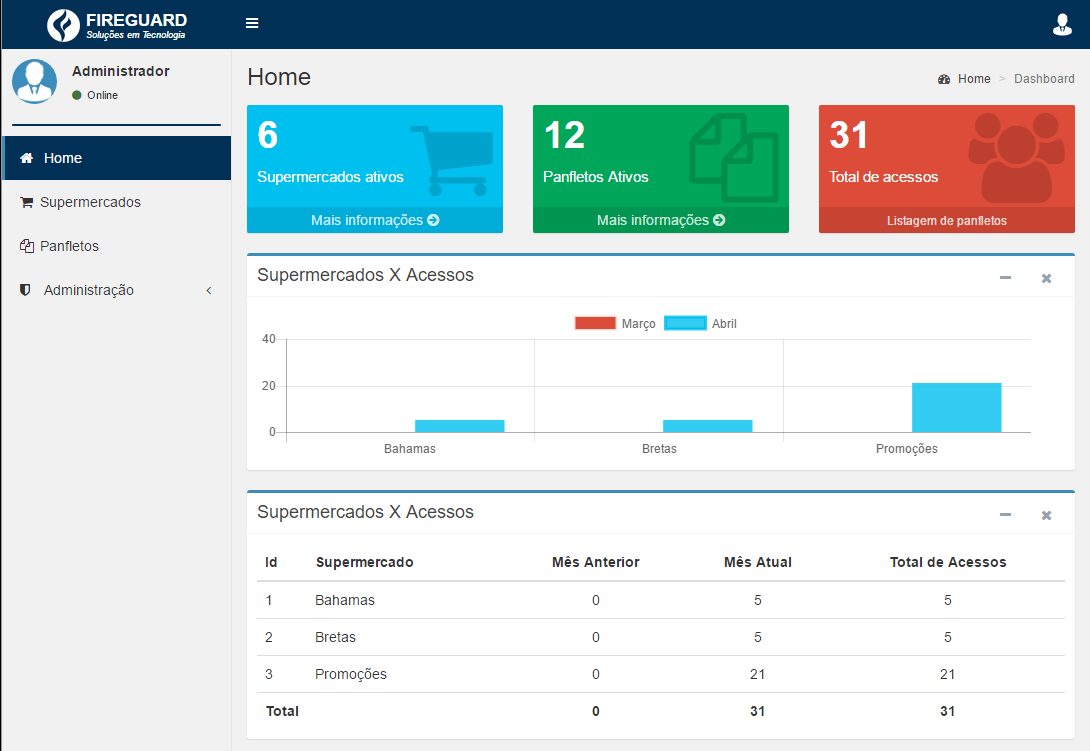 FIREGUARD
Soluções em Tecnologia
Administrador
Online
Home
Supermercados
Panfletos
Administração
Home
Home > Dashboard
6
Supermercados ativos
Mais informações
12
Panfletos Ativos
Mais informações
31
Total de acessos
Listagem de panfletos
Supermercados X Acessos
Março Abril
40
20
0
Bahamas Bretas Promoções
Supermercados X Acessos
Id Supermercado Mês Anterior Mês Atual Total de Acessos
1 Bahamas 0 5 5
2 Bretas 0 5 5
3 Promoções 0 21 21
Total 0 31 31